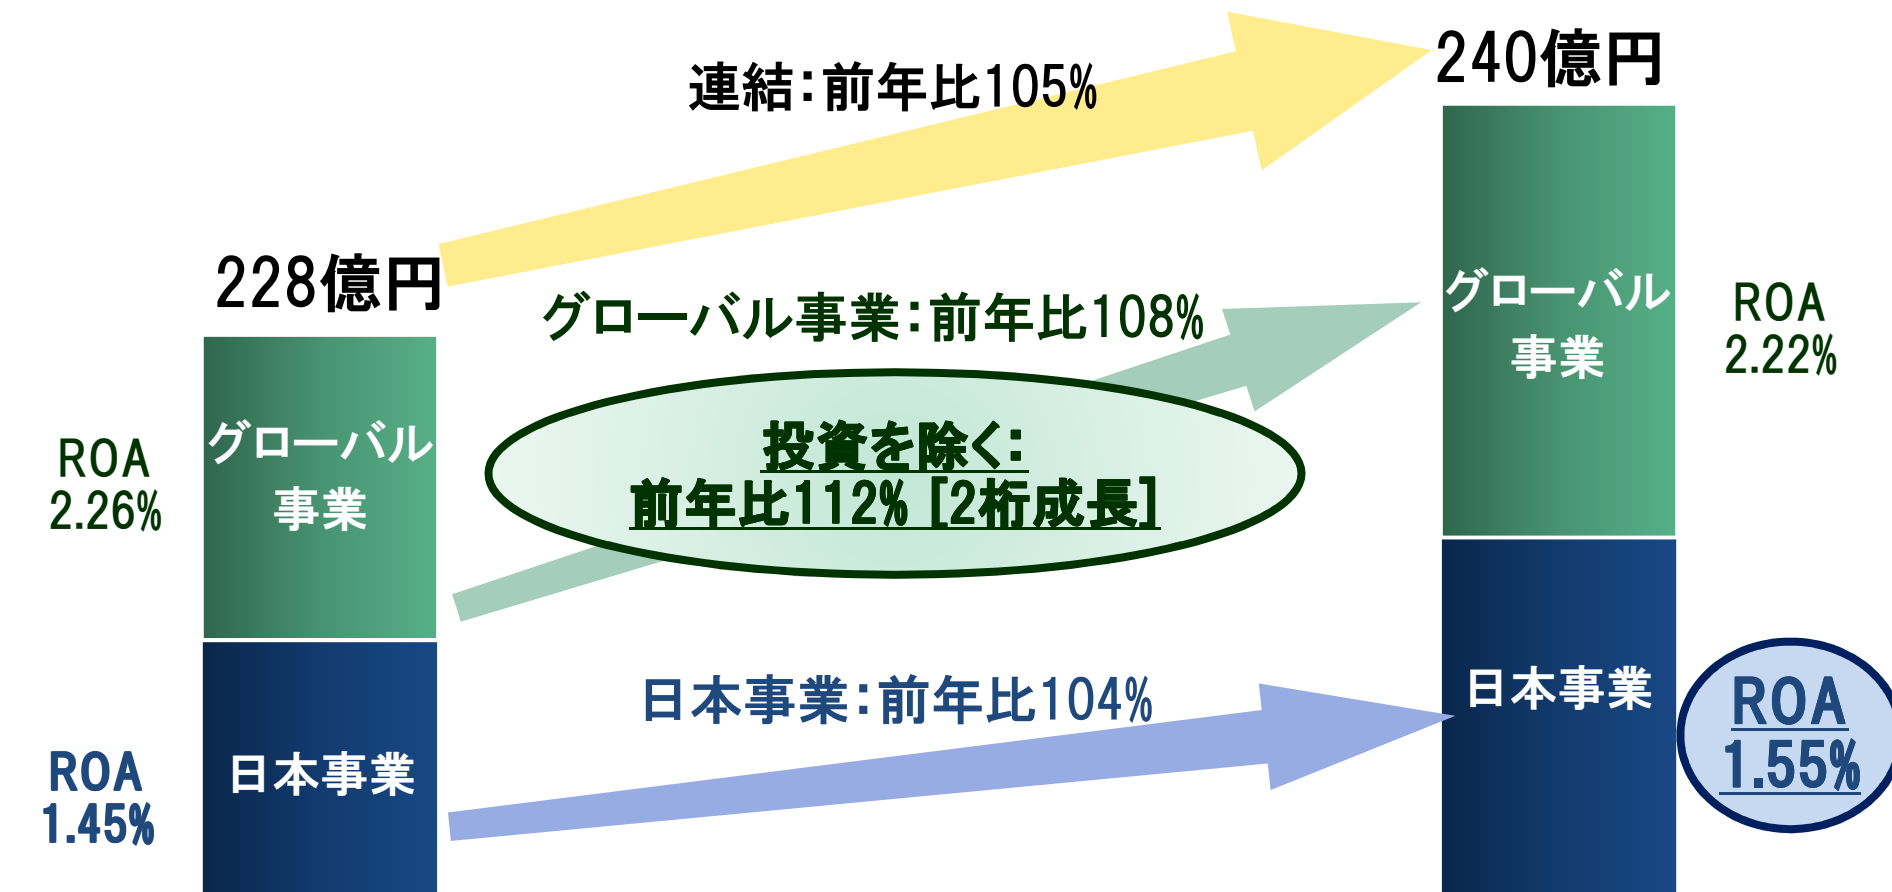 連結：前年比105%
240億円
228億円
グローバル事業：前年比108%
グローバル
事業
ROA
2.22%
投資を除く：
前年比112% [2桁成長]
グローバル
事業
ROA
2.26%
日本事業：前年比104%
日本事業
ROA
1.55%
日本事業
ROA
1.45%